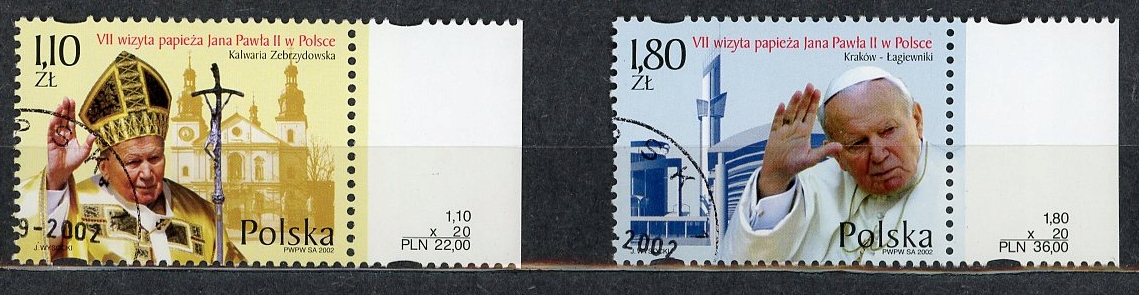 1,10
ZŁ
VII wizyta papieża Jana Pawła II w Polsce
Kalwaria Zebrzydowska
S
9-2002
J. WYSOCKI
Polska
PWPW SA 2002
1,10
x 20
PLN 22,00
1,80
ZŁ
VII wizyta papieża Jana Pawła II w Polsce
Kraków - Łagiewniki
S
2002
Polska
PWPW SA 2002
1,80
x 20
PLN 36,00